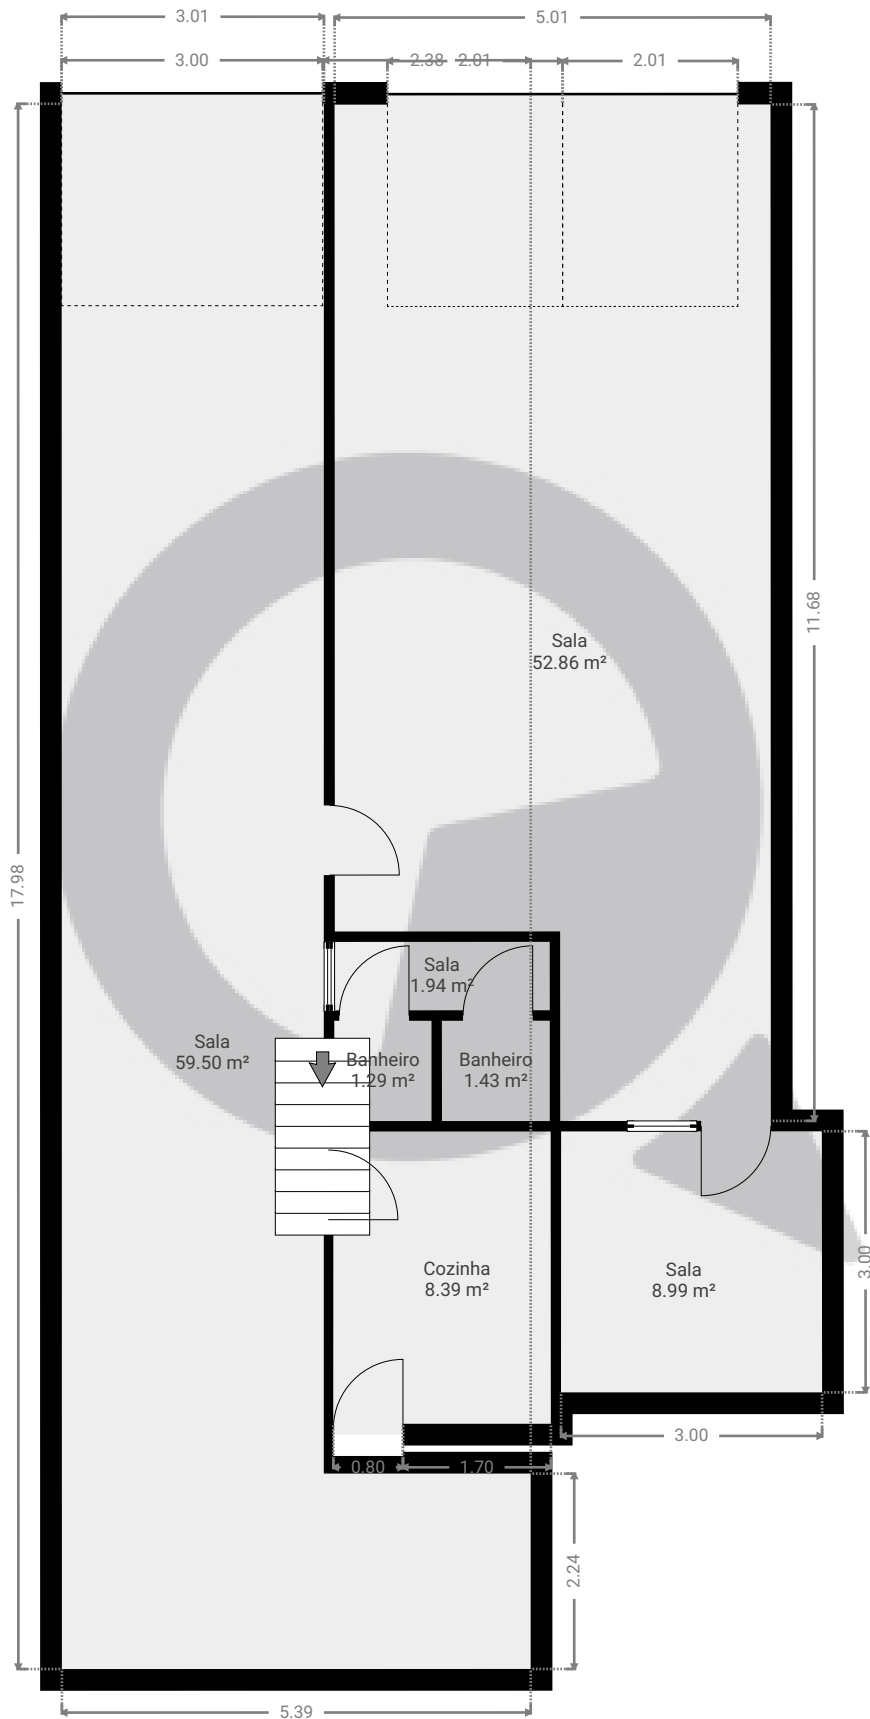 3.01
5.01
3.00
2.38
2.01
2.01
11.68
Sala
52.86 m²
17.98
Sala
1.94 m²
Sala
59.50 m²
Banheiro
1.29 m²
Banheiro
1.43 m²
3.00
Cozinha
8.39 m²
Sala
8.99 m²
3.00
0.80
1.70
2.24
5.39